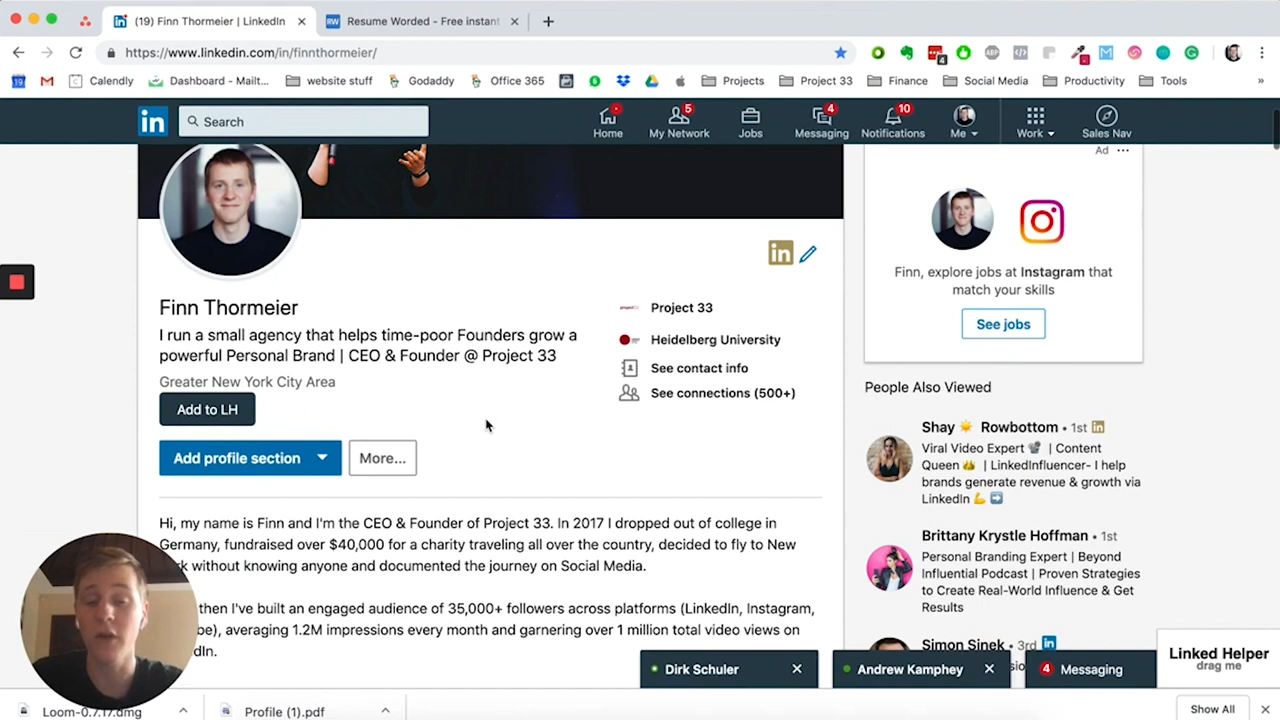 (19) Finn Thormeier | LinkedIn
RW Resume Worded - Free instant
https://www.linkedin.com/in/finnthormeier/
4
ABP
M
19
Calendly
Dashboard - Mailt...
website stuff
Godaddy
Office 365
Projects
Project 33
Finance
Social Media
Productivity
Tools
»
in
Search
Home
5
My Network
Jobs
4
Messaging
10
Notifications
Me
Work
Sales Nav
Ad ···
in
Finn Thormeier
I run a small agency that helps time-poor Founders grow a
powerful Personal Brand | CEO & Founder @ Project 33
Greater New York City Area
Add to LH
Add profile section
More...
Project 33
Heidelberg University
See contact info
See connections (500+)
Hi, my name is Finn and I'm the CEO & Founder of Project 33. In 2017 I dropped out of college in
Germany, fundraised over $40,000 for a charity traveling all over the country, decided to fly to New
without knowing anyone and documented the journey on Social Media.
then I've built an engaged audience of 35,000+ followers across platforms (LinkedIn, Instagram,
averaging 1.2M impressions every month and garnering over 1 million total video views on
Finn, explore jobs at Instagram that
match your skills
See jobs
People Also Viewed
Shay ☀️ Rowbottom • 1st in
Viral Video Expert 📽️ | Content
Queen 👑 | LinkedInfluencer- I help
brands generate revenue & growth via
LinkedIn 💪 ➡️
Brittany Krystle Hoffman • 1st
Personal Branding Expert | Beyond
Influential Podcast | Proven Strategies
to Create Real-World Influence & Get
Results
Simon Sinek • 3rd in
Dirk Schuler
Andrew Kamphey
4 Messaging
Linked Helper
drag me
Loom-0.7.17.dmg
Profile (1).pdf
Show All